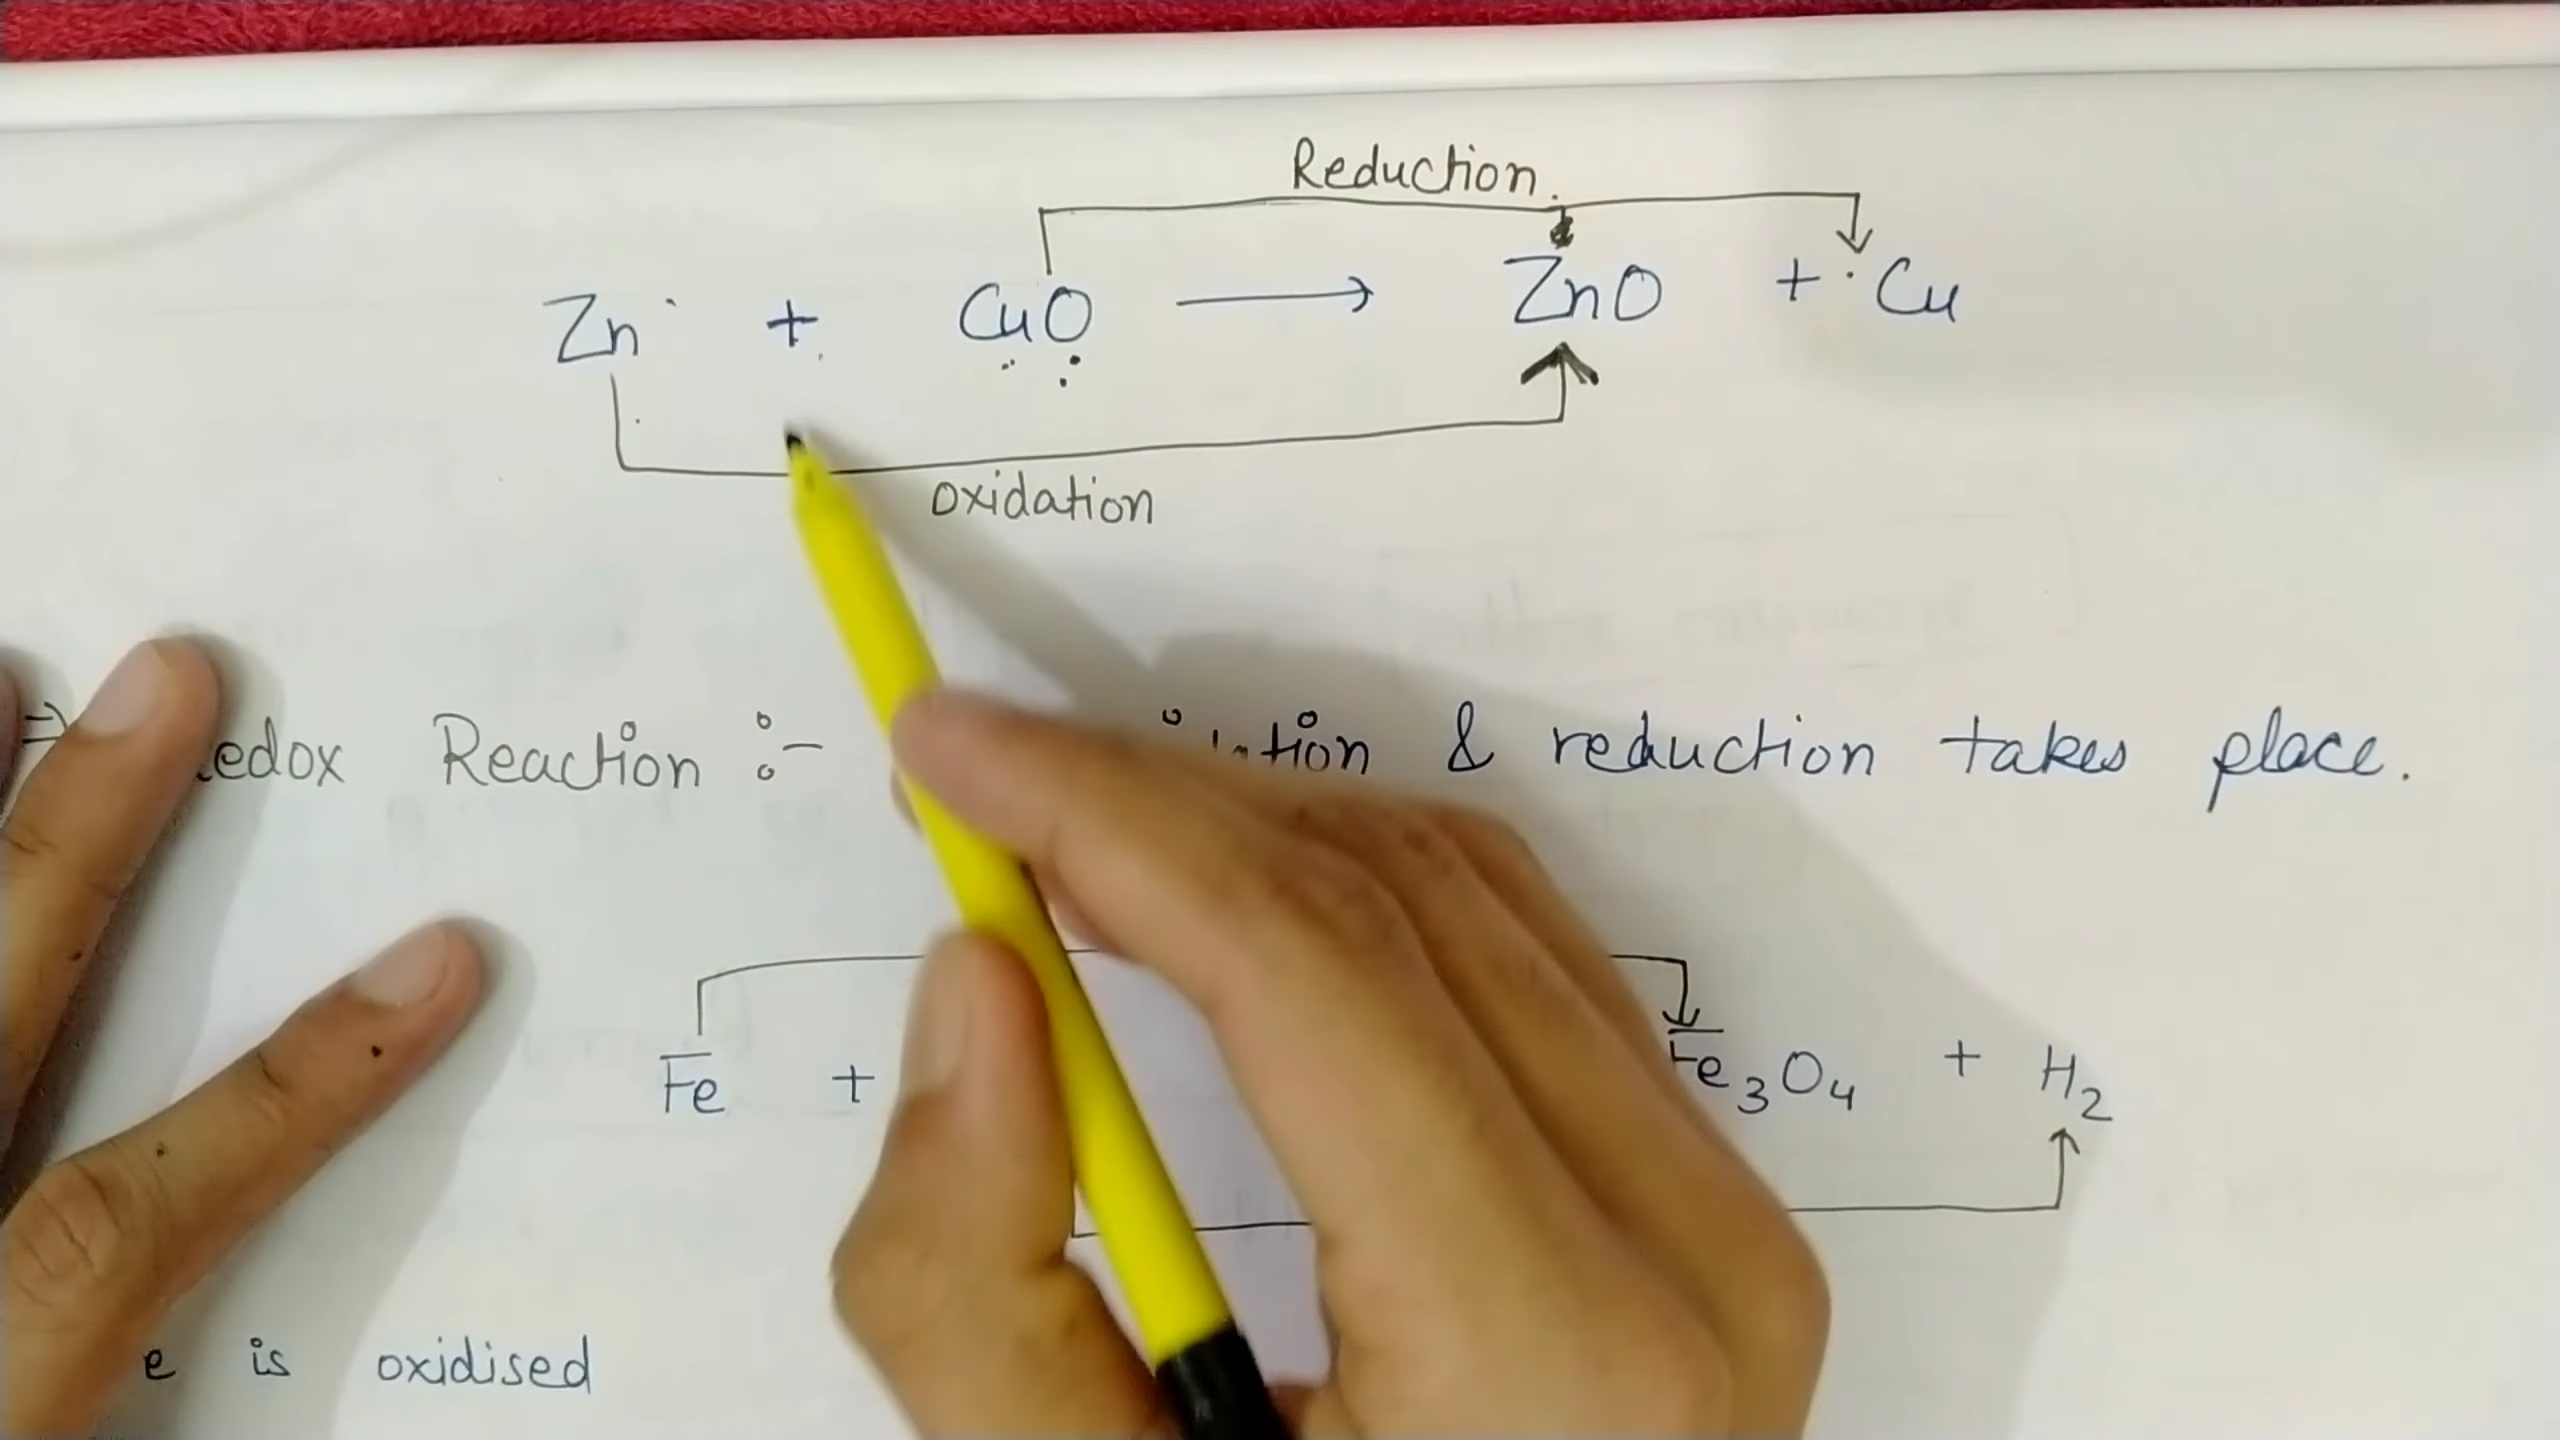 Reduction
Zn + CuO ⟶ ZnO + Cu
oxidation
⇒ edox Reaction :- tion & reduction takes place.
Fe + Fe3O4 + H2
e is oxidised